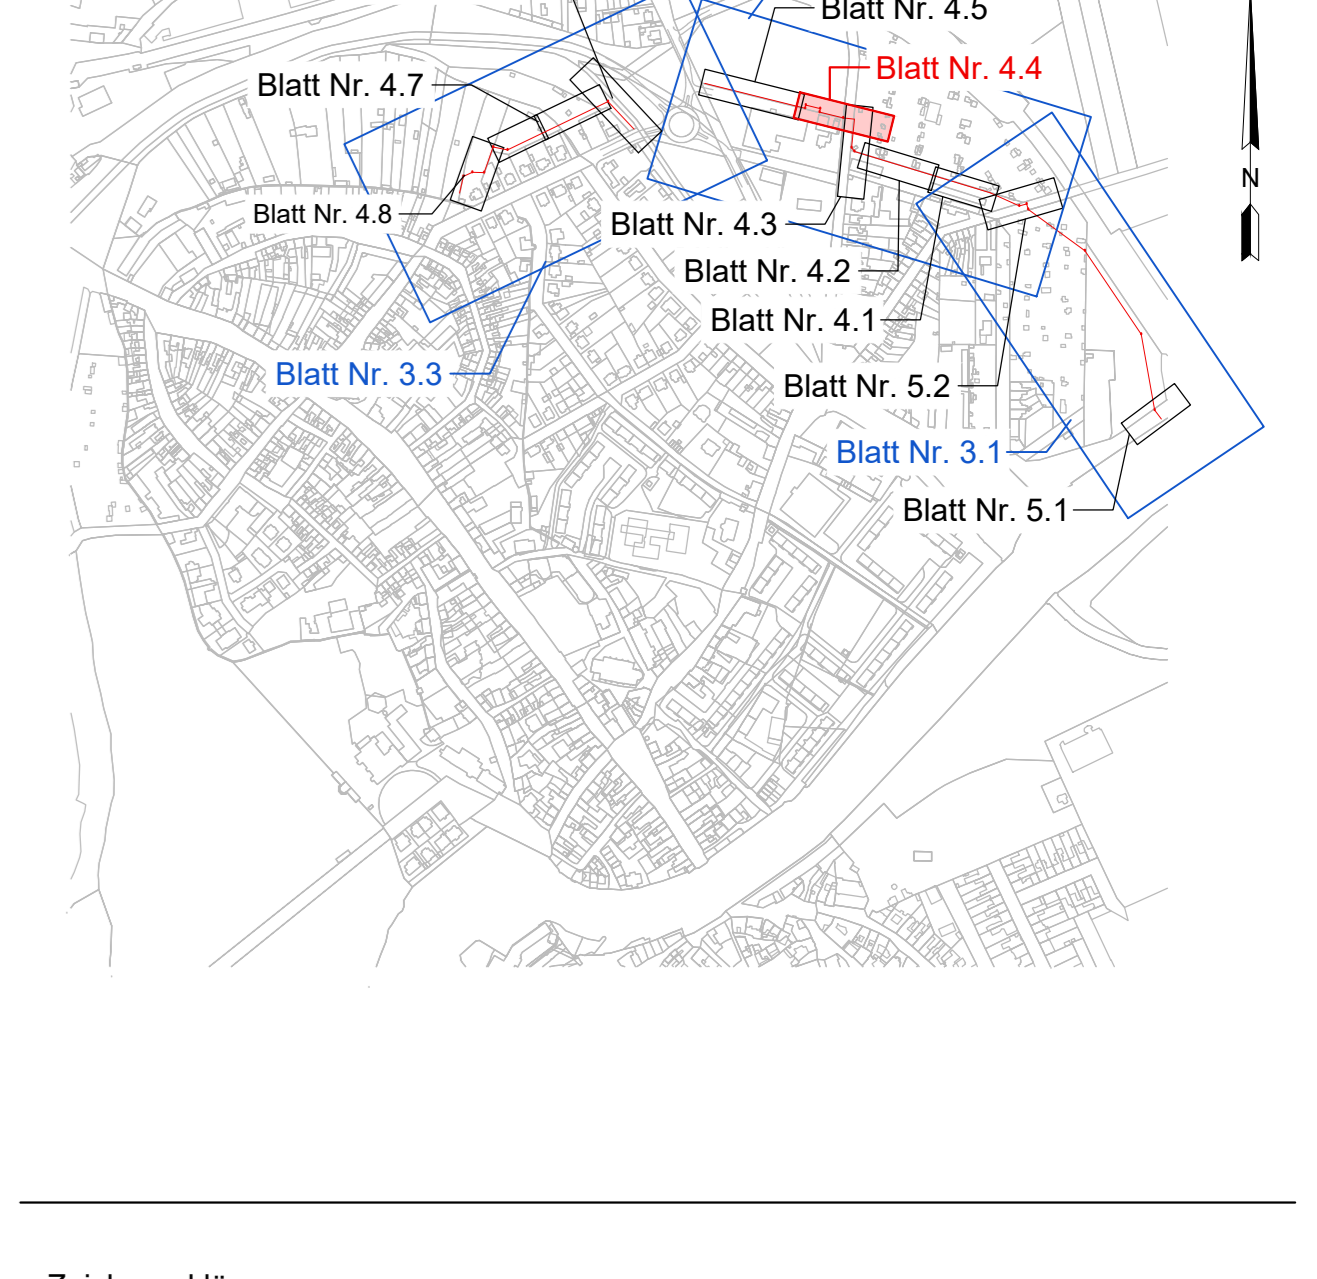 Blatt Nr. 4.5
Blatt Nr. 4.4
Blatt Nr. 4.7
N
Blatt Nr. 4.8
Blatt Nr. 4.3
Blatt Nr. 4.2
Blatt Nr. 4.1
Blatt Nr. 3.3
Blatt Nr. 5.2
Blatt Nr. 3.1
Blatt Nr. 5.1